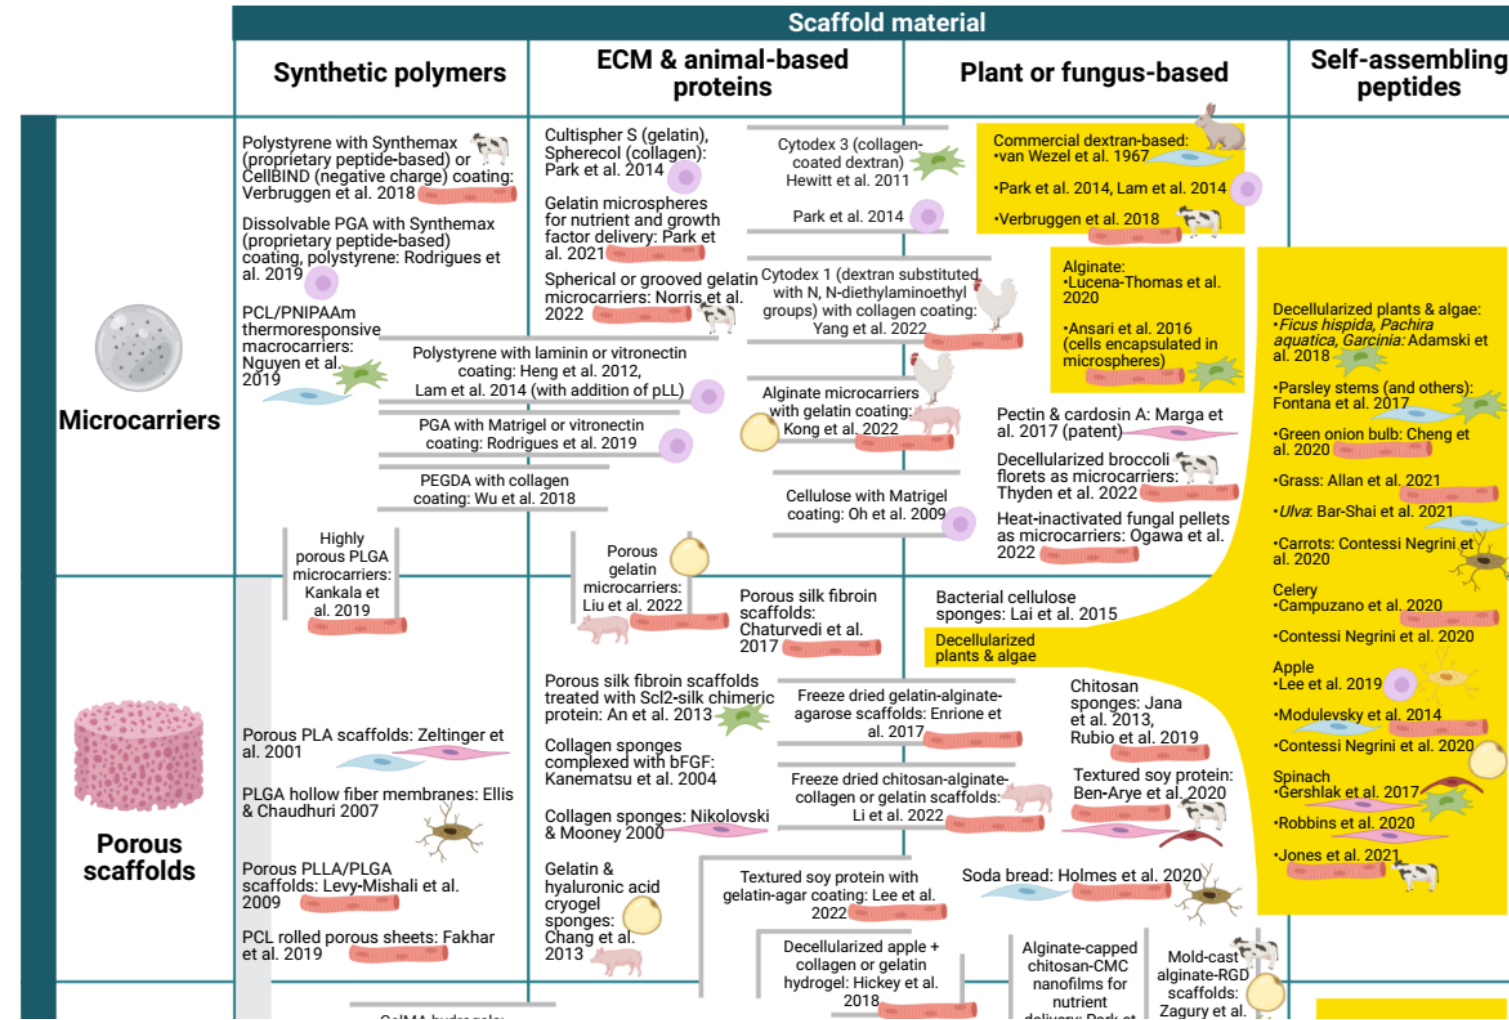 Scaffold material
Synthetic polymers
ECM & animal-based
proteins
Plant or fungus-based
Self-assembling
peptides
Microcarriers
Polystyrene with Synthemax
(proprietary peptide-based) or
CellBIND (negative charge) coating:
Verbruggen et al. 2018
Dissolvable PGA with Synthemax
(proprietary peptide-based)
coating, polystyrene: Rodrigues et
al. 2019
PCL/PNIPAAm
thermoresponsive
macrocarriers:
Nguyen et al.
2019
Cultispher S (gelatin),
Spherecol (collagen):
Park et al. 2014
Gelatin microspheres
for nutrient and growth
factor delivery: Park et
al. 2021
Spherical or grooved gelatin
microcarriers: Norris et al.
2022
Polystyrene with laminin or vitronectin
coating: Heng et al. 2012,
Lam et al. 2014 (with addition of pLL)
PGA with Matrigel or vitronectin
coating: Rodrigues et al. 2019
PEGDA with collagen
coating: Wu et al. 2018
Cytodex 3 (collagen-
coated dextran)
Hewitt et al. 2011
Park et al. 2014
Cytodex 1 (dextran substituted
with N, N-diethylaminoethyl
groups) with collagen coating:
Yang et al. 2022
Alginate microcarriers
with gelatin coating:
Kong et al. 2022
Cellulose with Matrigel
coating: Oh et al. 2009
Commercial dextran-based:
•van Wezel et al. 1967
•Park et al. 2014, Lam et al. 2014
•Verbruggen et al. 2018
Alginate:
•Lucena-Thomas et al.
2020
•Ansari et al. 2016
(cells encapsulated in
microspheres)
Pectin & cardosin A: Marga et
al. 2017 (patent)
Decellularized broccoli
florets as microcarriers:
Thyden et al. 2022
Heat-inactivated fungal pellets
as microcarriers: Ogawa et al.
2022
Decellularized plants & algae:
•Ficus hispida, Pachira
aquatica, Garcinia: Adamski et
al. 2018
•Parsley stems (and others):
Fontana et al. 2017
•Green onion bulb: Cheng et
al. 2020
•Grass: Allan et al. 2021
•Ulva: Bar-Shai et al. 2021
•Carrots: Contessi Negrini et
al. 2020
Celery
•Campuzano et al. 2020
•Contessi Negrini et al. 2020
Apple
•Lee et al. 2019
•Modulevsky et al. 2014
•Contessi Negrini et al. 2020
Spinach
•Gershlak et al. 2017
•Robbins et al. 2020
•Jones et al. 2021
Highly
porous PLGA
microcarriers:
Kankala et
al. 2019
Porous
gelatin
microcarriers:
Liu et al. 2022
Porous
scaffolds
Porous PLA scaffolds: Zeltinger et
al. 2001
PLGA hollow fiber membranes: Ellis
& Chaudhuri 2007
Porous PLLA/PLGA
scaffolds: Levy-Mishali et al.
2009
PCL rolled porous sheets: Fakhar
et al. 2019
Porous silk fibroin
scaffolds:
Chaturvedi et al.
2017
Porous silk fibroin scaffolds
treated with Scl2-silk chimeric
protein: An et al. 2013
Collagen sponges
complexed with bFGF:
Kanematsu et al. 2004
Collagen sponges: Nikolovski
& Mooney 2000
Gelatin &
hyaluronic acid
cryogel
sponges:
Chang et al.
2013
Freeze dried gelatin-alginate-
agarose scaffolds: Enrione et
al. 2017
Freeze dried chitosan-alginate-
collagen or gelatin scaffolds:
Li et al. 2022
Textured soy protein with
gelatin-agar coating: Lee et al.
2022
Decellularized apple +
collagen or gelatin
hydrogel: Hickey et al.
2018
Bacterial cellulose
sponges: Lai et al. 2015
Decellularized
plants & algae
Chitosan
sponges: Jana
et al. 2013,
Rubio et al. 2019
Textured soy protein:
Ben-Arye et al. 2020
Soda bread: Holmes et al. 2020
Alginate-capped
chitosan-CMC
nanofilms for
nutrient
delivery: Park et
Mold-cast
alginate-RGD
scaffolds:
Zagury et al.
GelMA hydrogels: